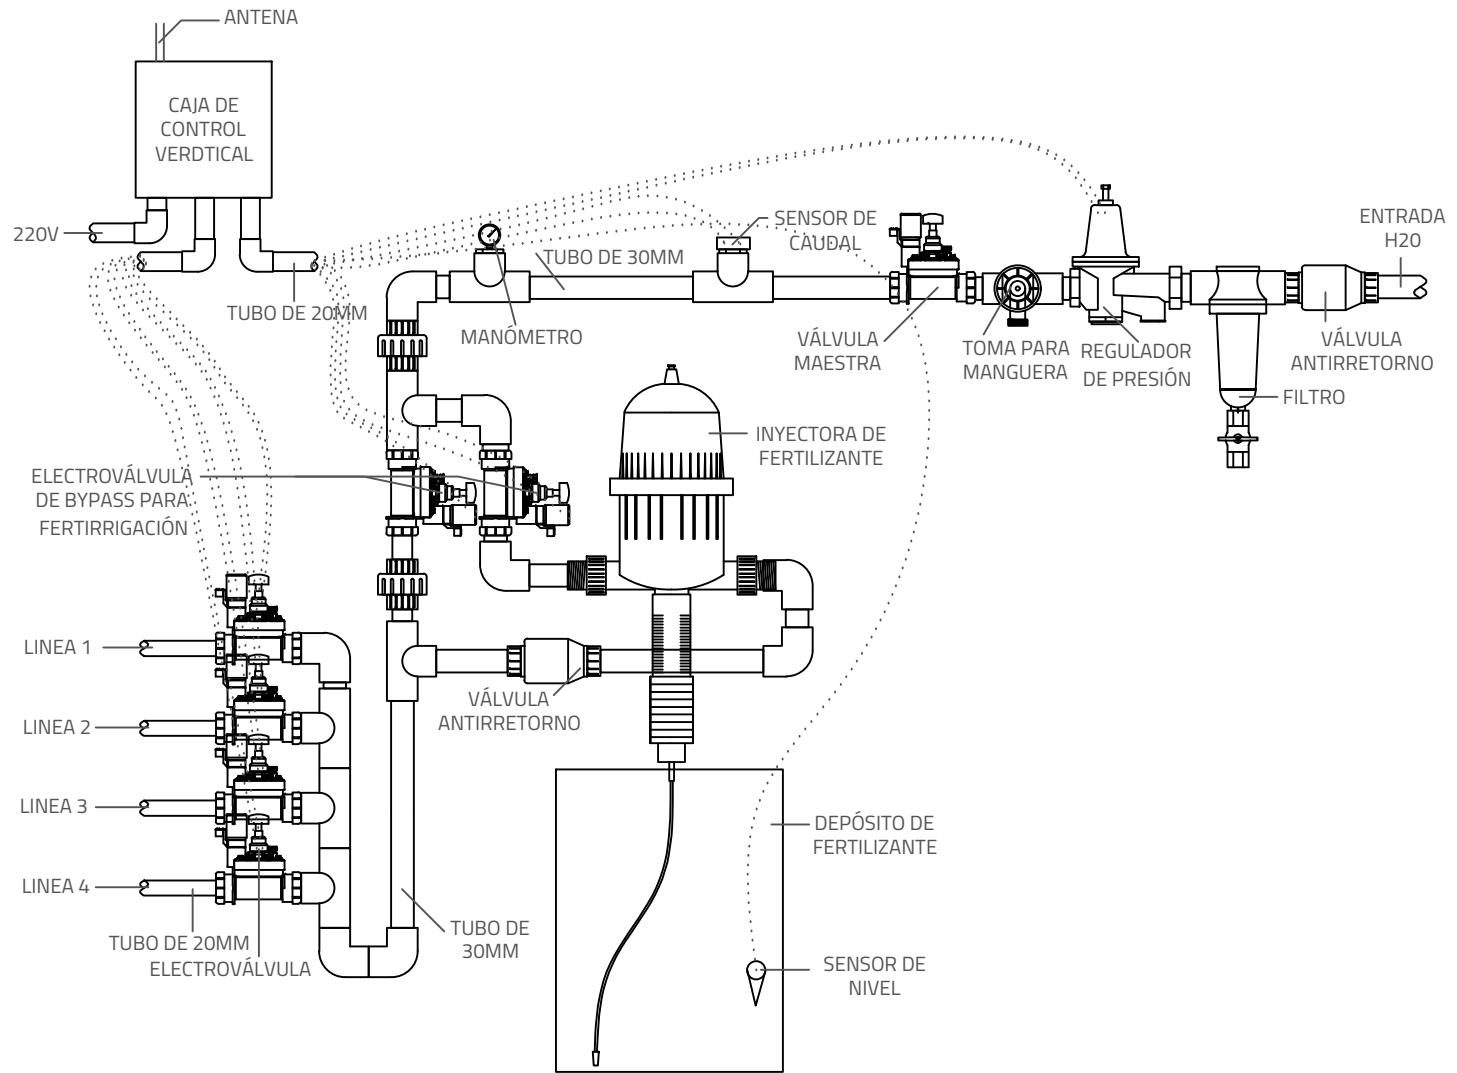 ANTENA
CAJA DE
CONTROL
VERDTICAL
220V
TUBO DE 20MM
MANÓMETRO
TUBO DE 30MM
SENSOR DE
CAUDAL
VÁLVULA
MAESTRA
TOMA PARA
MANGUERA
REGULADOR
DE PRESIÓN
ENTRADA
H20
VÁLVULA
ANTIRRETORNO
FILTRO
INYECTORA DE
FERTILIZANTE
ELECTROVÁLVULA
DE BYPASS PARA
FERTIRRIGACIÓN
LINEA 1
LINEA 2
LINEA 3
LINEA 4
VÁLVULA
ANTIRRETORNO
TUBO DE 20MM
ELECTROVÁLVULA
TUBO DE
30MM
DEPÓSITO DE
FERTILIZANTE
SENSOR DE
NIVEL